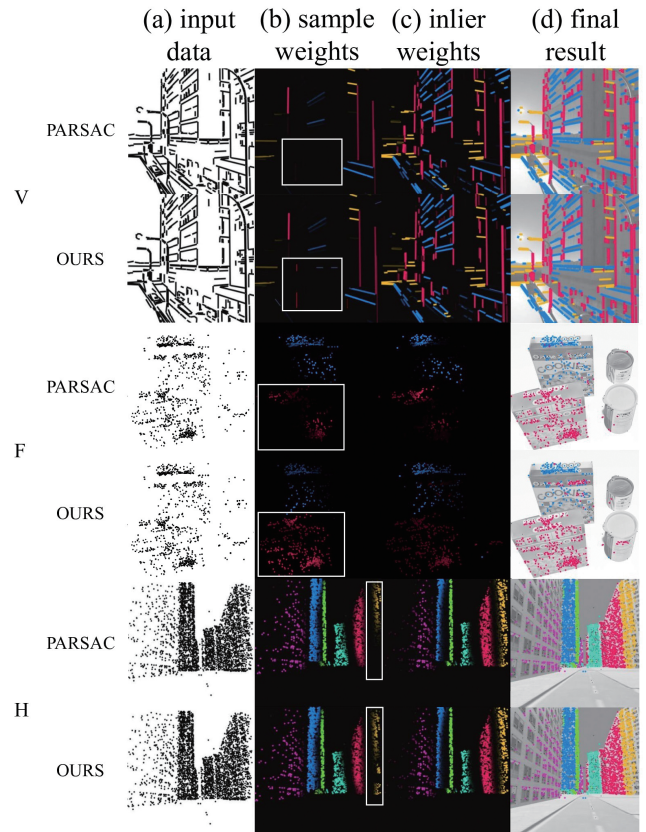 (a) input (b) sample (c) inlier (d) final
data weights weights result
PARSAC
V
OURS
PARSAC
F
OURS
PARSAC
H
OURS